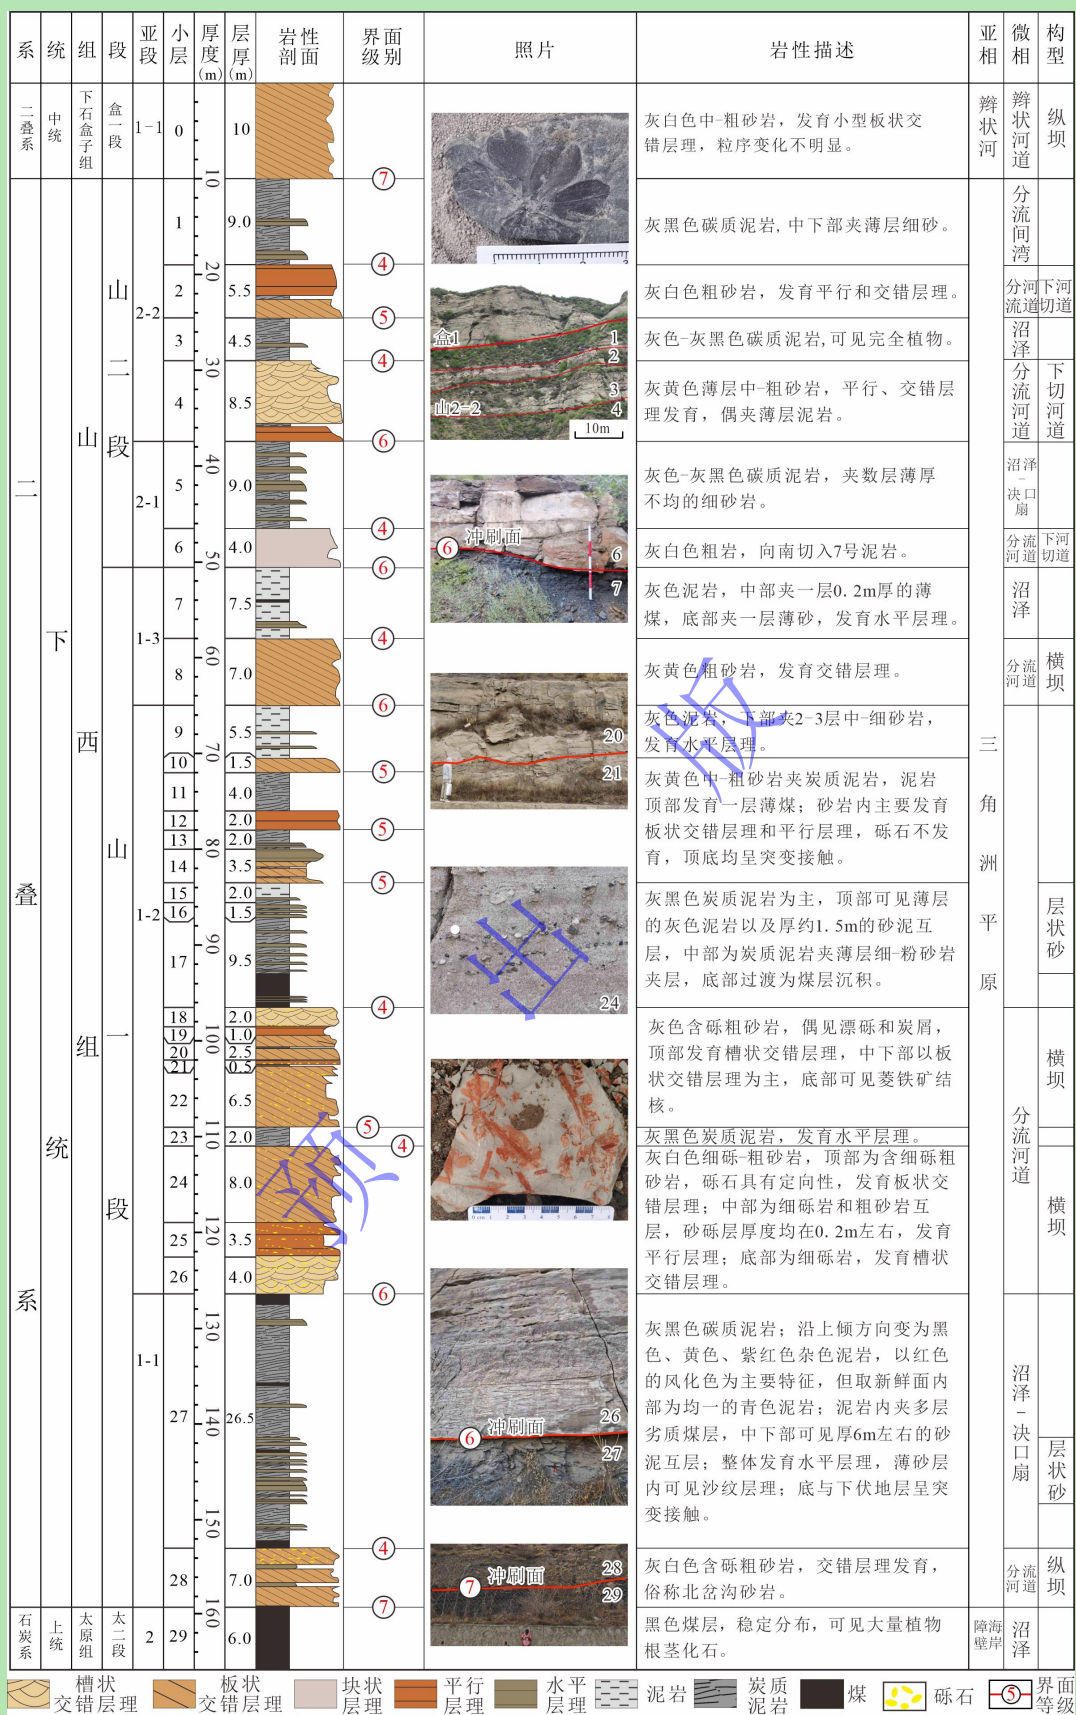 系 统 组 段 亚段 小层 厚度(m) 层厚(m) 岩性剖面 界面级别 照片 岩性描述 亚相 微相 构型
二叠系 中统 下石盒子组 盒一段 1-1 0 10
灰白色中-粗砂岩，发育小型板状交
错层理，粒序变化不明显。
辫状河 辫状河道 纵坝
10
7
二叠系 下统 山西组
山二段
2-2
1 9.0
灰黑色碳质泥岩，中下部夹薄层细砂。
分流间湾
4
20
2 5.5
灰白色粗砂岩，发育平行和交错层理。
分流河道 下切河道
5
3 4.5
灰色-灰黑色碳质泥岩，可见完全植物。
沼泽
盒1
1
2
3
4
山2-2
10m
4
30
4 8.5
灰黄色薄层中-粗砂岩，平行、交错层
理发育，偶夹薄层泥岩。
分流河道 下切河道
6
2-1
40
5 9.0
灰色-灰黑色碳质泥岩，夹数层薄厚
不均的细砂岩。
沼泽-决口扇
4
6 4.0
灰白色粗岩，向南切入7号泥岩。
分流河道 下切河道
冲刷面
6
6
7
50
6
山一段
1-3
7 7.5
灰色泥岩，中部夹一层0.2m厚的薄
煤，底部夹一层薄砂，发育水平层理。
沼泽
4
60
8 7.0
灰黄色粗砂岩，发育交错层理。
分流河道 横坝
6
三角洲平原
1-2
9 5.5
灰色泥岩，下部夹2-3层中-细砂岩，
发育水平层理。
20
21
70
10 1.5
5
11 4.0
12 2.0
灰黄色中-粗砂岩夹炭质泥岩，泥岩
顶部发育一层薄煤；砂岩内主要发育
板状交错层理和平行层理，砾石不发
育，顶底均呈突变接触。
5
13 2.0
80
14 3.5
5
15 2.0
16 1.5
90
17 9.5
灰黑色炭质泥岩为主，顶部可见薄层
的灰色泥岩以及厚约1.5m的砂泥互
层，中部为炭质泥岩夹薄层细-粉砂岩
夹层，底部过渡为煤层沉积。
层状砂
24
4
18 2.0
19 1.0
100
20 2.5
21 0.5
22 6.5
灰色含砾粗砂岩，偶见漂砾和炭屑，
顶部发育槽状交错层理，中下部以板
状交错层理为主，底部可见菱铁矿结
核。
分流河道 横坝
5
110
23 2.0
灰黑色炭质泥岩，发育水平层理。
4
24 8.0
120
25 3.5
26 4.0
灰白色细砾-粗砂岩，顶部为含细砾粗
砂岩，砾石具有定向性，发育板状交
错层理；中部为细砾岩和粗砂岩互
层，砂砾层厚度均在0.2m左右，发育
平行层理；底部为细砾岩，发育槽状
交错层理。
横坝
6
1-1
130
27 26.5
140
150
灰黑色碳质泥岩；沿上倾方向变为黑
色、黄色、紫红色杂色泥岩，以红色
的风化色为主要特征，但取新鲜面内
部为均一的青色泥岩；泥岩内夹多层
劣质煤层，中下部可见厚6m左右的砂
泥互层；整体发育水平层理，薄砂层
内可见沙纹层理；底与下伏地层呈突
变接触。
沼泽-决口扇 层状砂
26
冲刷面
6
27
4
28 7.0
灰白色含砾粗砂岩，交错层理发育，
俗称北岔沟砂岩。
分流河道 纵坝
冲刷面
7
28
29
7
160
石炭系 上统 太原组 太二段 2 29 6.0
黑色煤层，稳定分布，可见大量植物
根茎化石。
障壁海岸 沼泽
预
出
版
槽状交错层理 板状交错层理 块状层理 平行层理 水平层理 泥岩 炭质泥岩 煤 砾石 5 界面等级